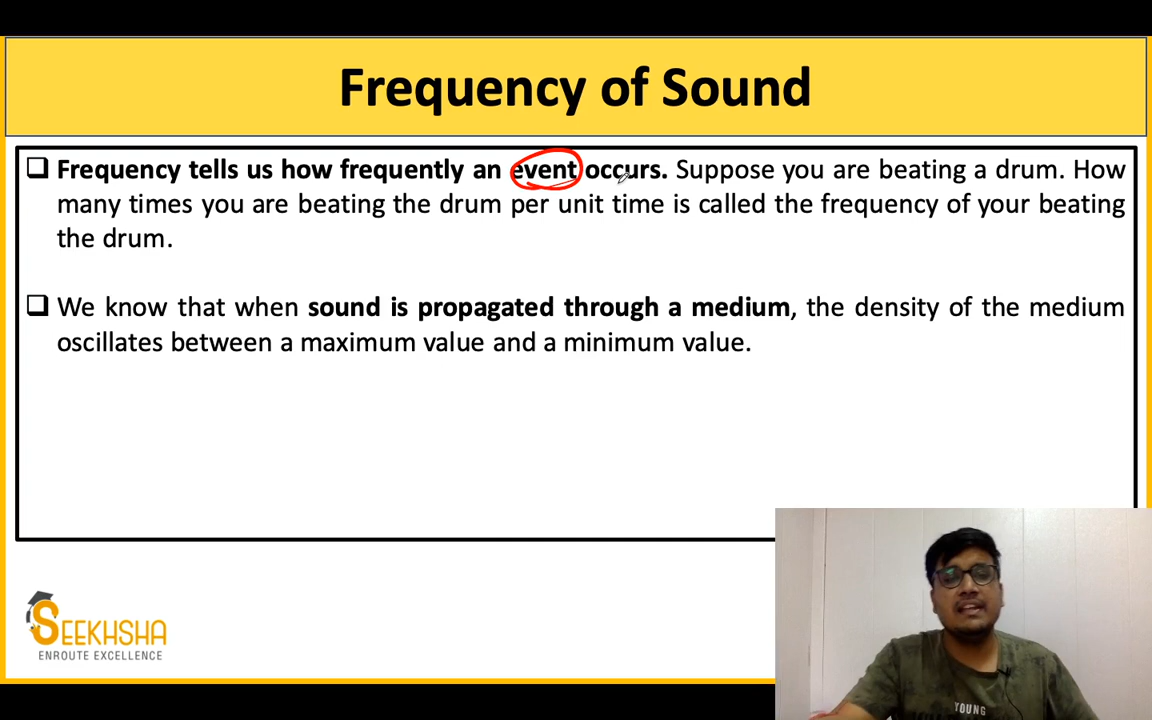 Frequency of Sound
❑ Frequency tells us how frequently an event occurs. Suppose you are beating a drum. How
many times you are beating the drum per unit time is called the frequency of your beating
the drum.
❑ We know that when sound is propagated through a medium, the density of the medium
oscillates between a maximum value and a minimum value.
SEEKHSHA
ENROUTE EXCELLENCE
YOUNG